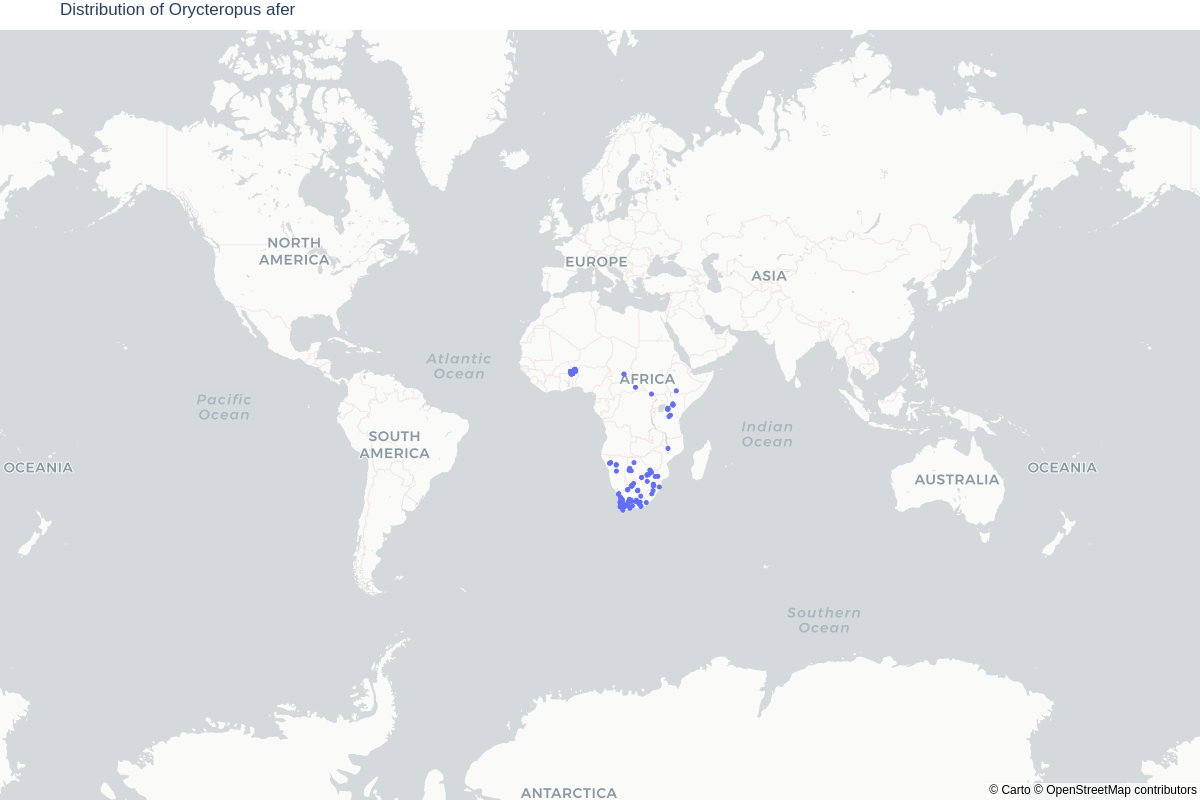 Distribution of Orycteropus afer
NORTH
AMERICA
EUROPE
ASIA
Atlantic
Ocean
AFRICA
Pacific
Ocean
SOUTH
AMERICA
Indian
Ocean
OCEANIA
AUSTRALIA
OCEANIA
Southern
Ocean
ANTARCTICA
© Carto © OpenStreetMap contributors